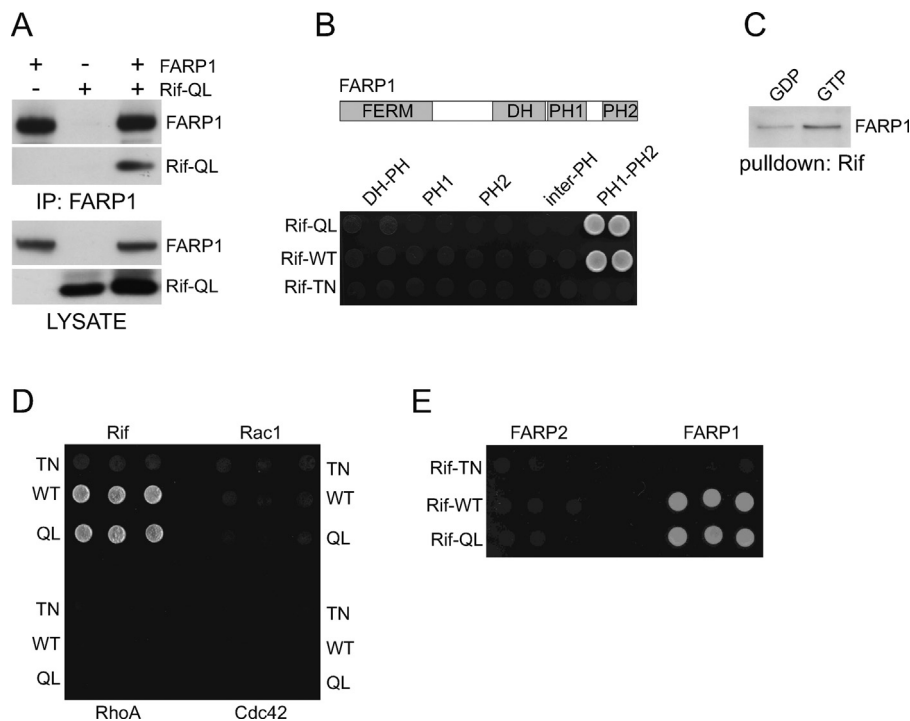 A
+ - + FARP1
- + + Rif-QL
FARP1
Rif-QL
IP: FARP1
FARP1
Rif-QL
LYSATE
B
FARP1
FERM DH PH1 PH2
DH-PH PH1 PH2 inter-PH PH1-PH2
Rif-QL
Rif-WT
Rif-TN
C
GDP GTP
FARP1
pulldown: Rif
D
Rif Rac1
TN TN
WT WT
QL QL
TN TN
WT WT
QL QL
RhoA Cdc42
E
FARP2 FARP1
Rif-TN
Rif-WT
Rif-QL